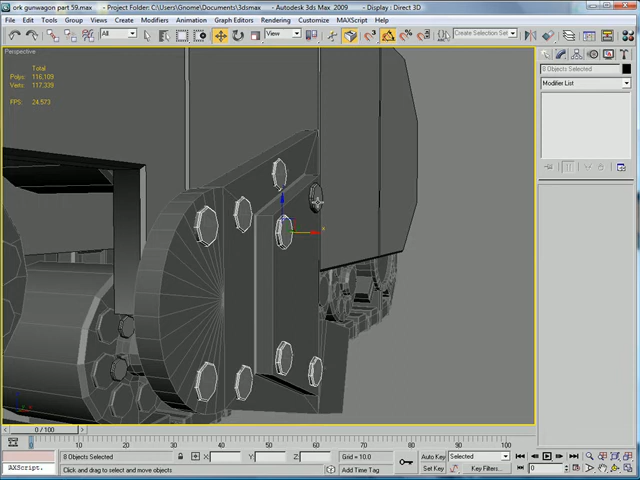 ork gunwagon part 59.max - Project Folder: C:\Users\Gnome\Documents\3dsmax - Autodesk 3ds Max 2009 - Display : Direct 3D
File Edit Tools Group Views Create Modifiers Animation Graph Editors Rendering Customize MAXScript Help
All View Create Selection Set
Perspective
Total
Polys: 116,109
Verts: 117,339
FPS: 24.573
8 Objects Selected
Modifier List
x
0 / 100
0 10 20 30 40 50 60 70 80 90 100
8 Objects Selected X: Y: Z: Grid = 10.0 Auto Key Selected
AXScript. Click and drag to select and move objects Add Time Tag Set Key Key Filters... 0